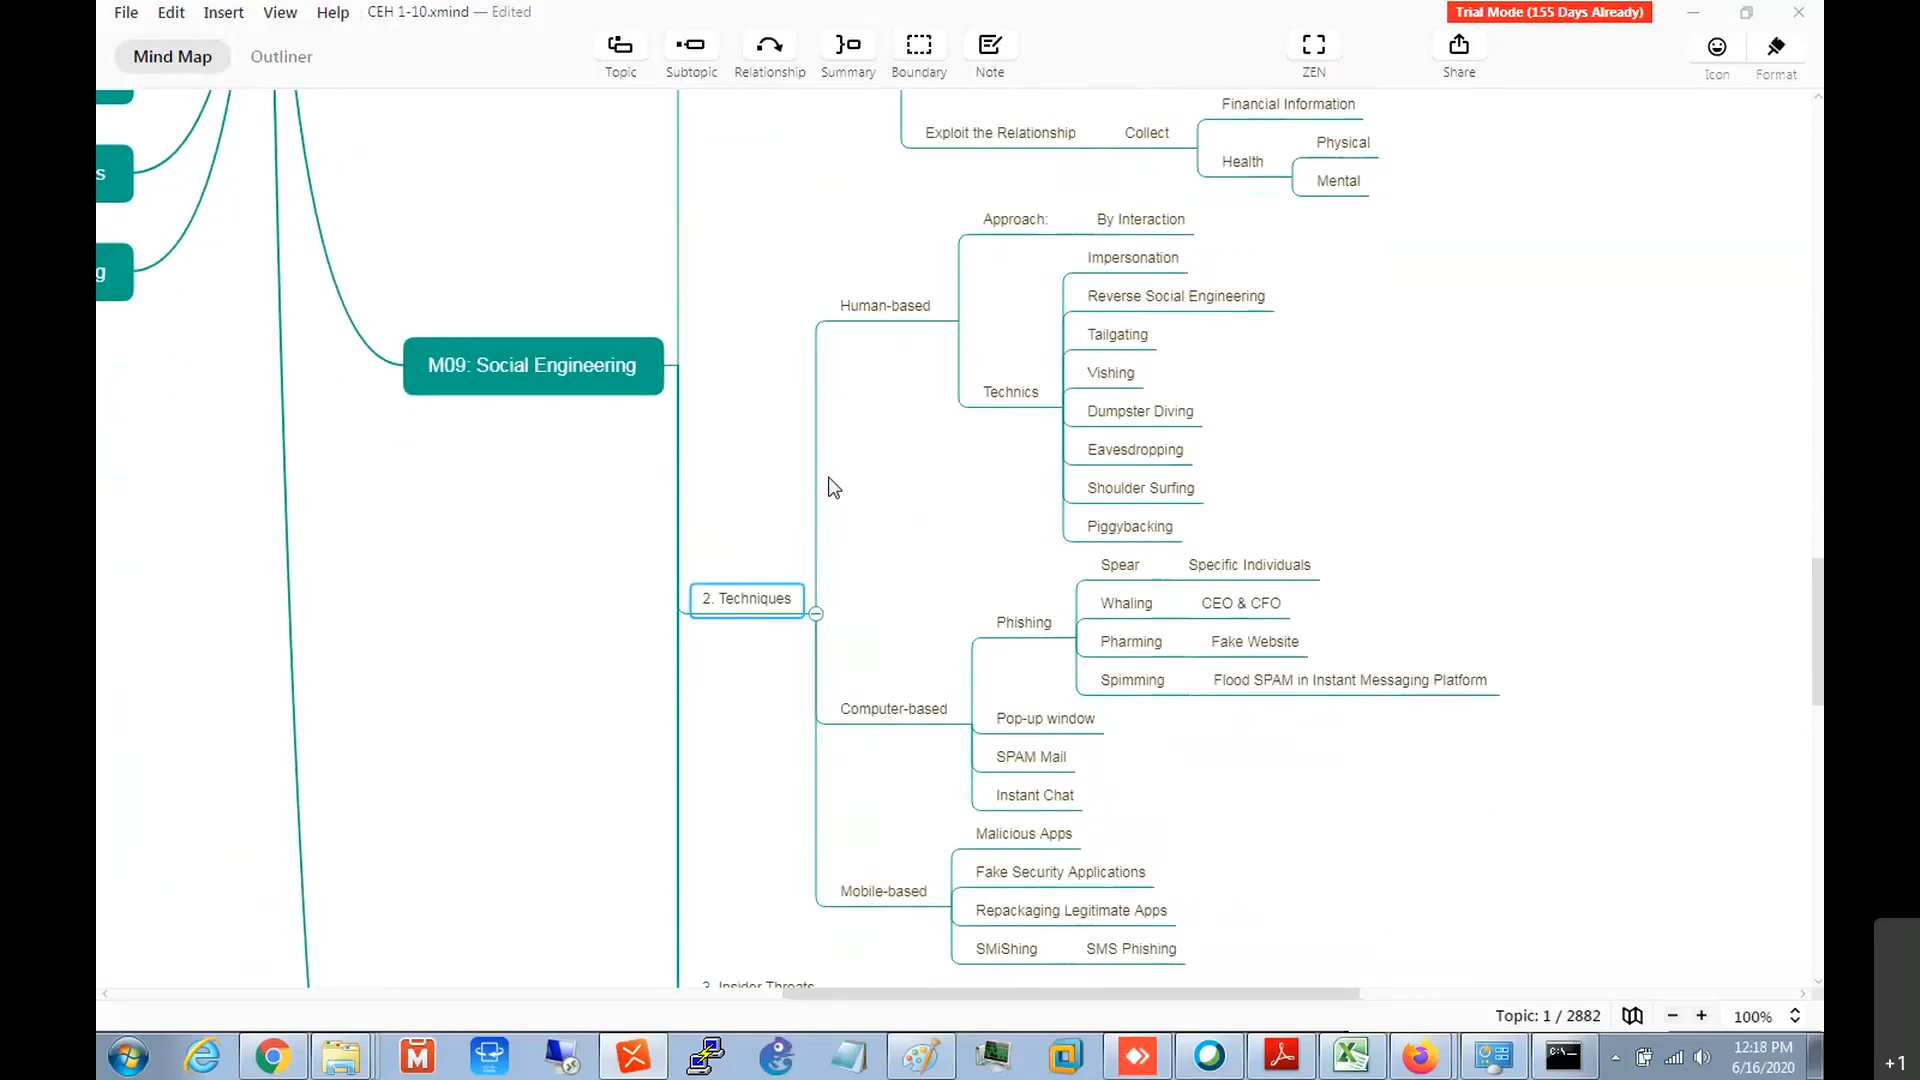 File Edit Insert View Help CEH 1-10.xmind — Edited
Trial Mode (155 Days Already)
Mind Map Outliner
Topic Subtopic Relationship Summary Boundary Note ZEN Share Icon Format
Financial Information
Exploit the Relationship Collect
Physical
Health
Mental
s
g
Approach: By Interaction
Impersonation
Human-based
Reverse Social Engineering
Tailgating
M09: Social Engineering
Vishing
Technics
Dumpster Diving
Eavesdropping
Shoulder Surfing
Piggybacking
2. Techniques
Spear Specific Individuals
Whaling CEO & CFO
Phishing
Pharming Fake Website
Spimming Flood SPAM in Instant Messaging Platform
Computer-based
Pop-up window
SPAM Mail
Instant Chat
Malicious Apps
Fake Security Applications
Mobile-based
Repackaging Legitimate Apps
SMiShing SMS Phishing
3. Insider Threats
Topic: 1 / 2882
100%
12:18 PM
6/16/2020
+1